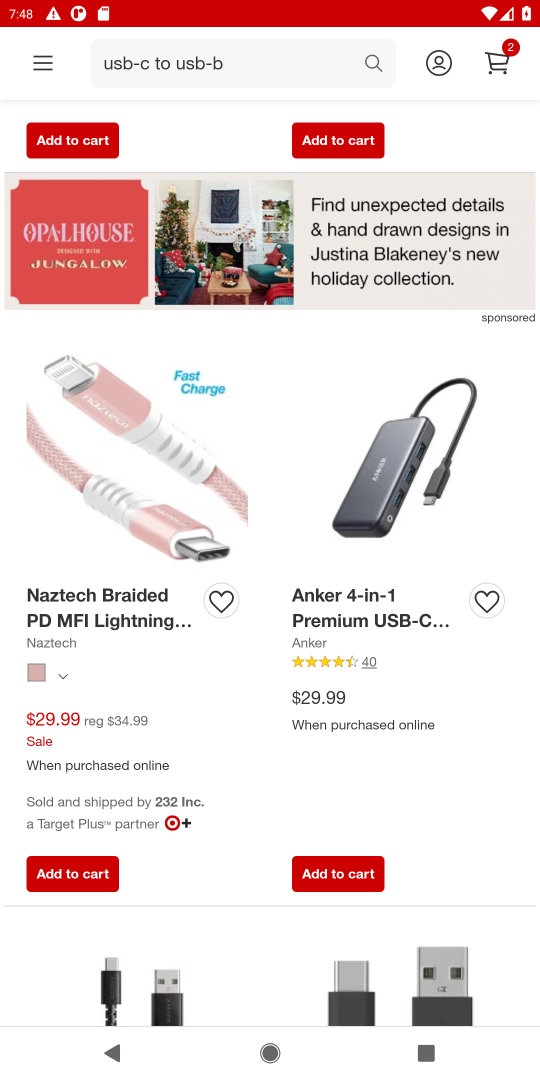 7:48
usb-c to usb-b
2
Add to cart
Add to cart
OPALHOUSE
DESIGNED WITH
JUNGALOW
Find unexpected details
& hand drawn designs in
Justina Blakeney's new
holiday collection.
sponsored
Fast
Charge
naztech
ANKER
Naztech Braided
PD MFI Lightning...
Naztech
$29.99 reg $34.99
Sale
When purchased online
Sold and shipped by 232 Inc.
a Target Plus™ partner
Add to cart
Anker 4-in-1
Premium USB-C...
Anker
40
$29.99
When purchased online
Add to cart